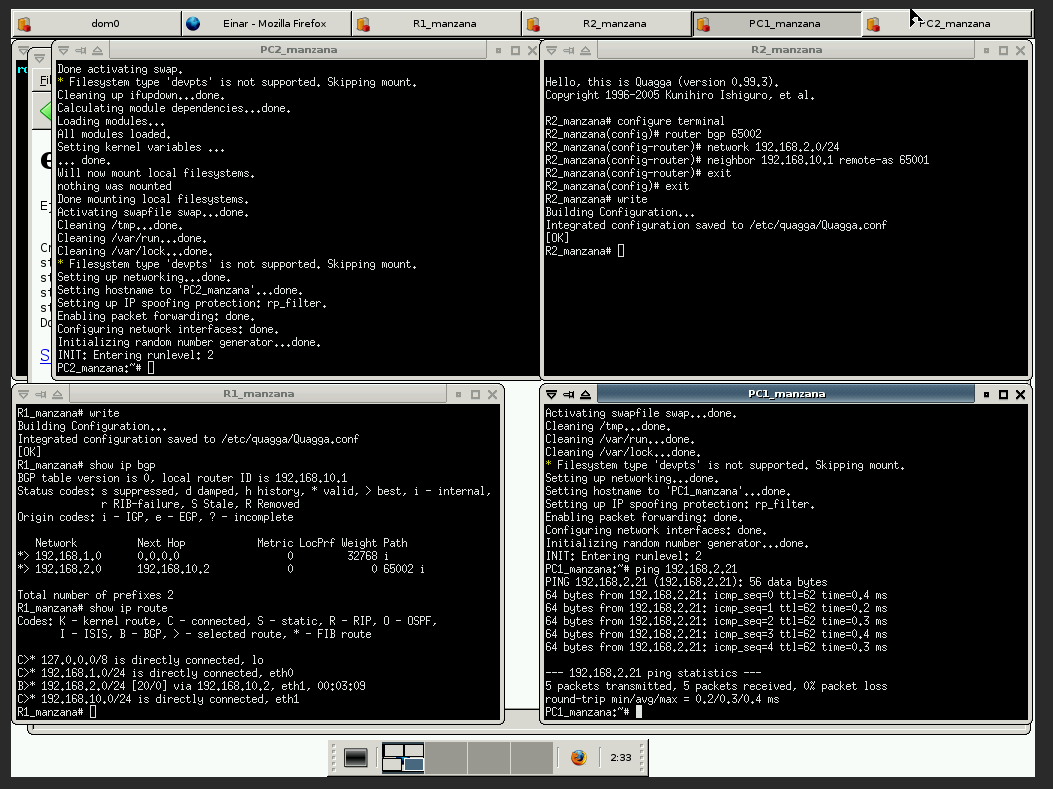 dom0
Einar - Mozilla Firefox
R1_manzana
R2_manzana
PC1_manzana
PC2_manzana
PC2_manzana
Done activating swap.
* Filesystem type 'devpts' is not supported. Skipping mount.
Cleaning up ifupdown...done.
Calculating module dependencies...done.
Loading modules...
All modules loaded.
Setting kernel variables ...
... done.
Will now mount local filesystems.
nothing was mounted
Done mounting local filesystems.
Activating swapfile swap...done.
Cleaning /tmp...done.
Cleaning /var/run...done.
Cleaning /var/lock...done.
* Filesystem type 'devpts' is not supported. Skipping mount.
Setting up networking...done.
Setting hostname to 'PC2_manzana'...done.
Setting up IP spoofing protection: rp_filter.
Enabling packet forwarding: done.
Configuring network interfaces: done.
Initializing random number generator...done.
INIT: Entering runlevel: 2
PC2_manzana:~#
R2_manzana
Hello, this is Quagga (version 0.99.3).
Copyright 1996-2005 Kunihiro Ishiguro, et al.
R2_manzana# configure terminal
R2_manzana(config)# router bgp 65002
R2_manzana(config-router)# network 192.168.2.0/24
R2_manzana(config-router)# neighbor 192.168.10.1 remote-as 65001
R2_manzana(config-router)# exit
R2_manzana(config)# exit
R2_manzana# write
Building Configuration...
Integrated configuration saved to /etc/quagga/Quagga.conf
[OK]
R2_manzana#
R1_manzana
R1_manzana# write
Building Configuration...
Integrated configuration saved to /etc/quagga/Quagga.conf
[OK]
R1_manzana# show ip bgp
BGP table version is 0, local router ID is 192.168.10.1
Status codes: s suppressed, d damped, h history, * valid, > best, i - internal,
r RIB-failure, S Stale, R Removed
Origin codes: i - IGP, e - EGP, ? - incomplete
Network Next Hop Metric LocPrf Weight Path
*> 192.168.1.0 0.0.0.0 0 32768 i
*> 192.168.2.0 192.168.10.2 0 0 65002 i
Total number of prefixes 2
R1_manzana# show ip route
Codes: K - kernel route, C - connected, S - static, R - RIP, O - OSPF,
I - ISIS, B - BGP, > - selected route, * - FIB route
C>* 127.0.0.0/8 is directly connected, lo
C>* 192.168.1.0/24 is directly connected, eth0
B>* 192.168.2.0/24 [20/0] via 192.168.10.2, eth1, 00:03:09
C>* 192.168.10.0/24 is directly connected, eth1
R1_manzana#
PC1_manzana
Activating swapfile swap...done.
Cleaning /tmp...done.
Cleaning /var/run...done.
Cleaning /var/lock...done.
* Filesystem type 'devpts' is not supported. Skipping mount.
Setting up networking...done.
Setting hostname to 'PC1_manzana'...done.
Setting up IP spoofing protection: rp_filter.
Enabling packet forwarding: done.
Configuring network interfaces: done.
Initializing random number generator...done.
INIT: Entering runlevel: 2
PC1_manzana:~# ping 192.168.2.21
PING 192.168.2.21 (192.168.2.21): 56 data bytes
64 bytes from 192.168.2.21: icmp_seq=0 ttl=62 time=0.4 ms
64 bytes from 192.168.2.21: icmp_seq=1 ttl=62 time=0.2 ms
64 bytes from 192.168.2.21: icmp_seq=2 ttl=62 time=0.3 ms
64 bytes from 192.168.2.21: icmp_seq=3 ttl=62 time=0.4 ms
64 bytes from 192.168.2.21: icmp_seq=4 ttl=62 time=0.3 ms
--- 192.168.2.21 ping statistics ---
5 packets transmitted, 5 packets received, 0% packet loss
round-trip min/avg/max = 0.2/0.3/0.4 ms
PC1_manzana:~#
2:33